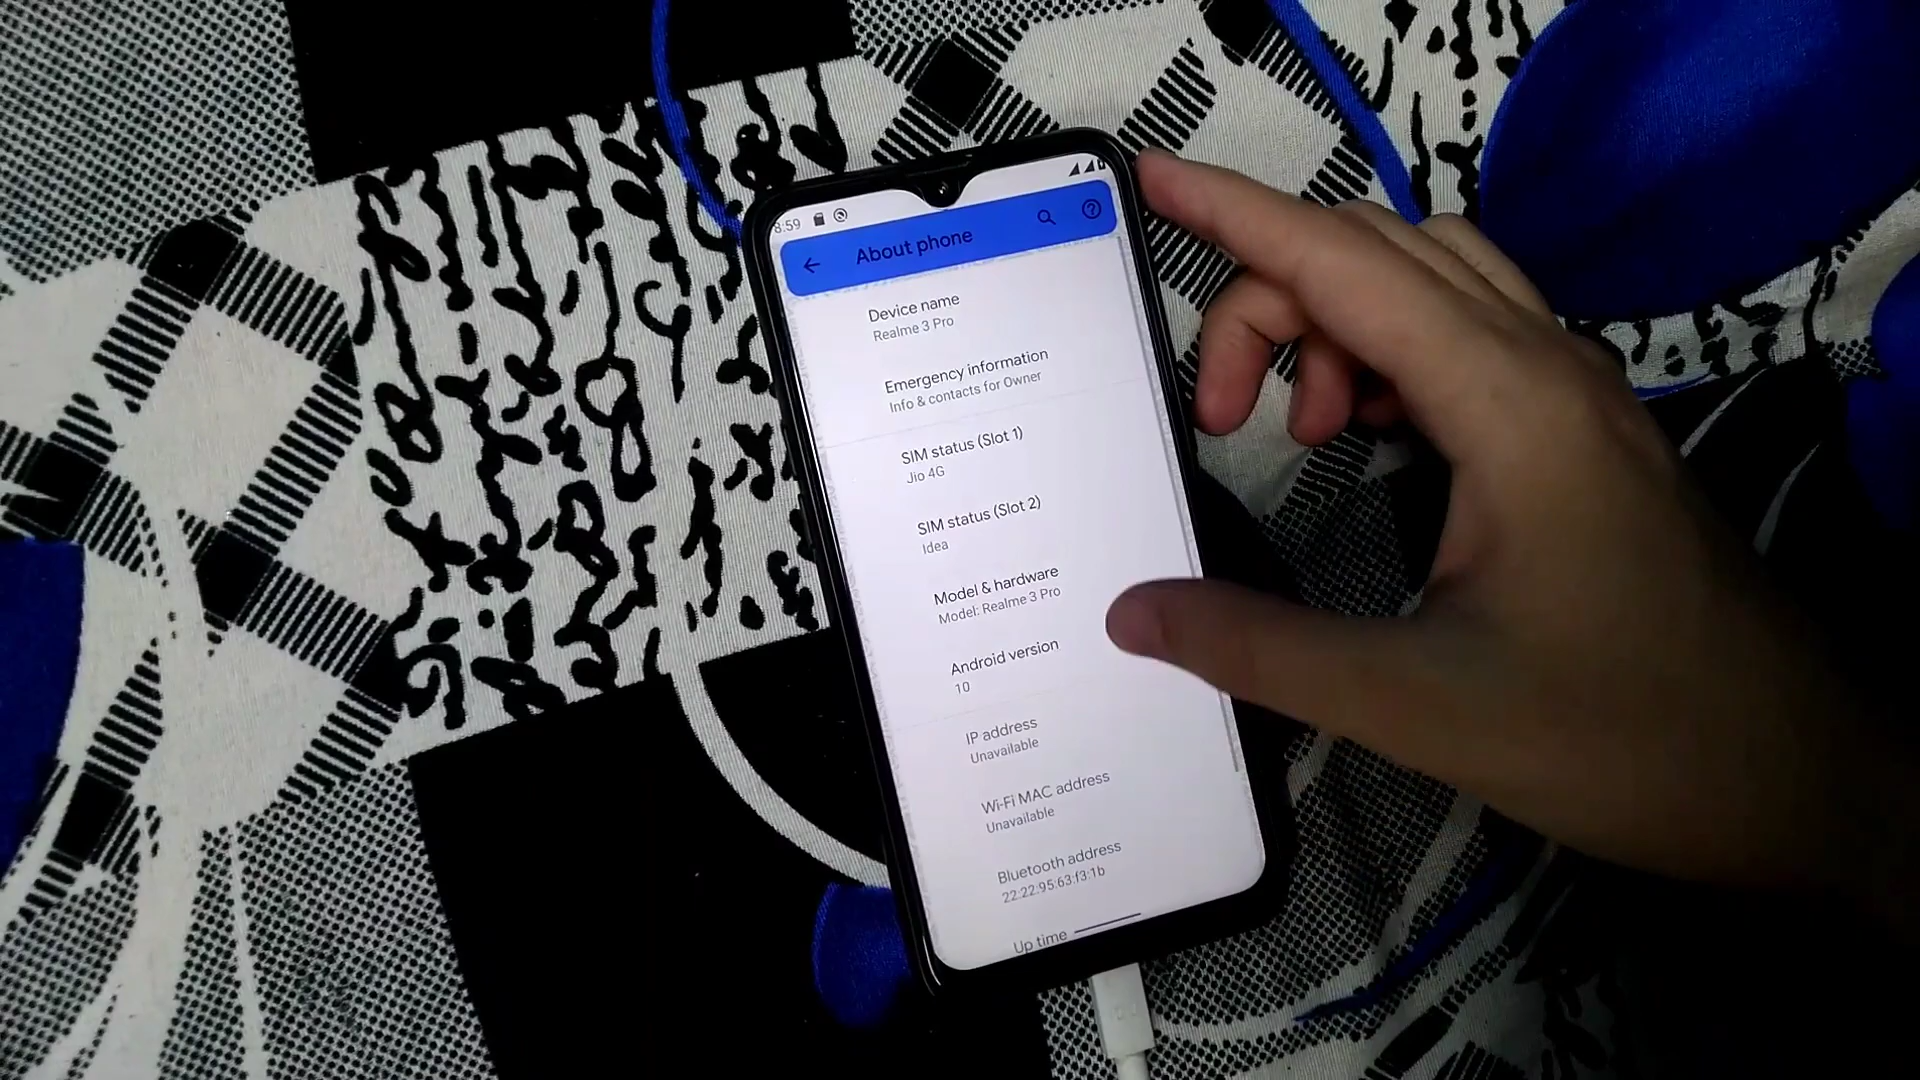 8:59
About phone
Device name
Realme 3 Pro
Emergency information
Info & contacts for Owner
SIM status (Slot 1)
Jio 4G
SIM status (Slot 2)
Idea
Model & hardware
Model: Realme 3 Pro
Android version
10
IP address
Unavailable
Wi-Fi MAC address
Unavailable
Bluetooth address
22:22:95:63:f3:1b
Up time